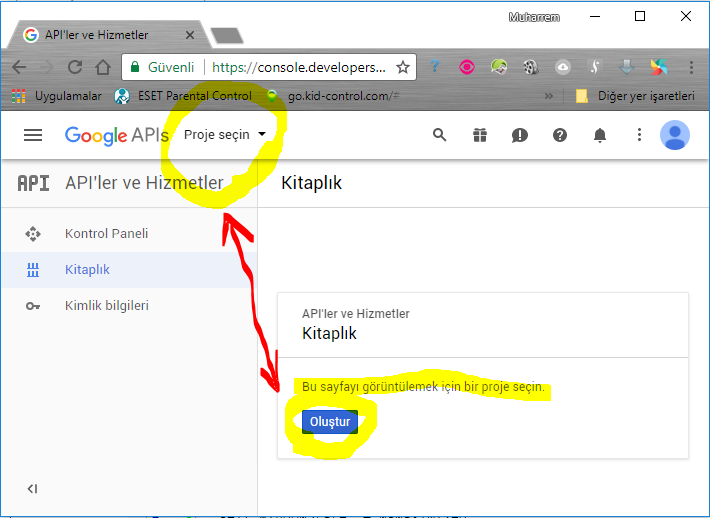 Muharrem
API'ler ve Hizmetler
Güvenli | https://console.developers...
Uygulamalar ESET Parental Control go.kid-control.com/# » Diğer yer işaretleri
Google APIs Proje seçin
API API'ler ve Hizmetler Kitaplık
Kontrol Paneli
Kitaplık
Kimlik bilgileri
API'ler ve Hizmetler
Kitaplık
Bu sayfayı görüntülemek için bir proje seçin.
Oluştur